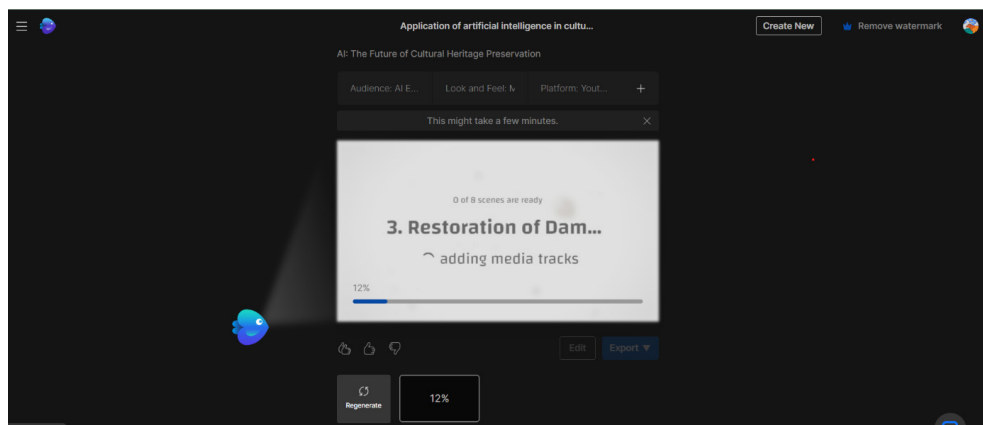 Application of artificial intelligence in cultu...
Create New
Remove watermark
AI: The Future of Cultural Heritage Preservation
Audience: AI E...
Look and Feel: M
Platform: Yout...
+
This might take a few minutes.
0 of 8 scenes are ready
3. Restoration of Dam...
adding media tracks
12%
Edit
Export
Regenerate
12%